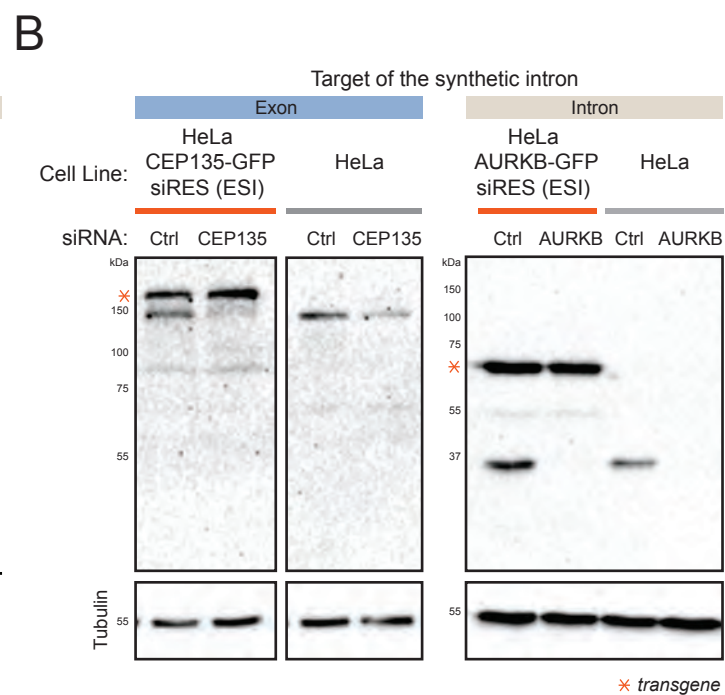 B
Target of the synthetic intron
Exon
Intron
Cell Line:
HeLa
CEP135-GFP
siRES (ESI)
HeLa
HeLa
AURKB-GFP
siRES (ESI)
HeLa
siRNA: Ctrl CEP135 Ctrl CEP135 Ctrl AURKB Ctrl AURKB
kDa
150
100
75
55
kDa
150
100
75
55
37
Tubulin
55
55
transgene